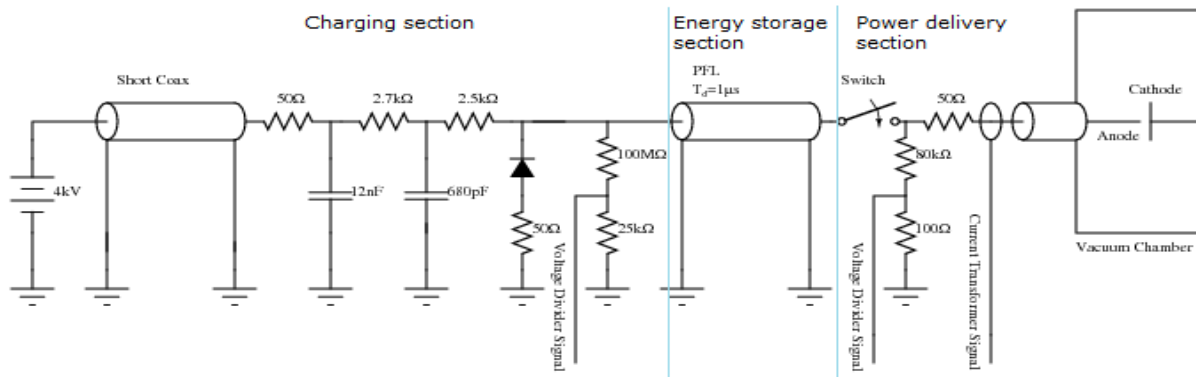 Charging section
Energy storage
section
Power delivery
section
Short Coax
50Ω
2.7kΩ
2.5kΩ
PFL
T_d=1μs
Switch
50Ω
Cathode
Anode
4kV
12nF
680pF
50Ω
100MΩ
25kΩ
Voltage Divider Signal
80kΩ
100Ω
Voltage Divider Signal
Current Transformer Signal
Vacuum Chamber